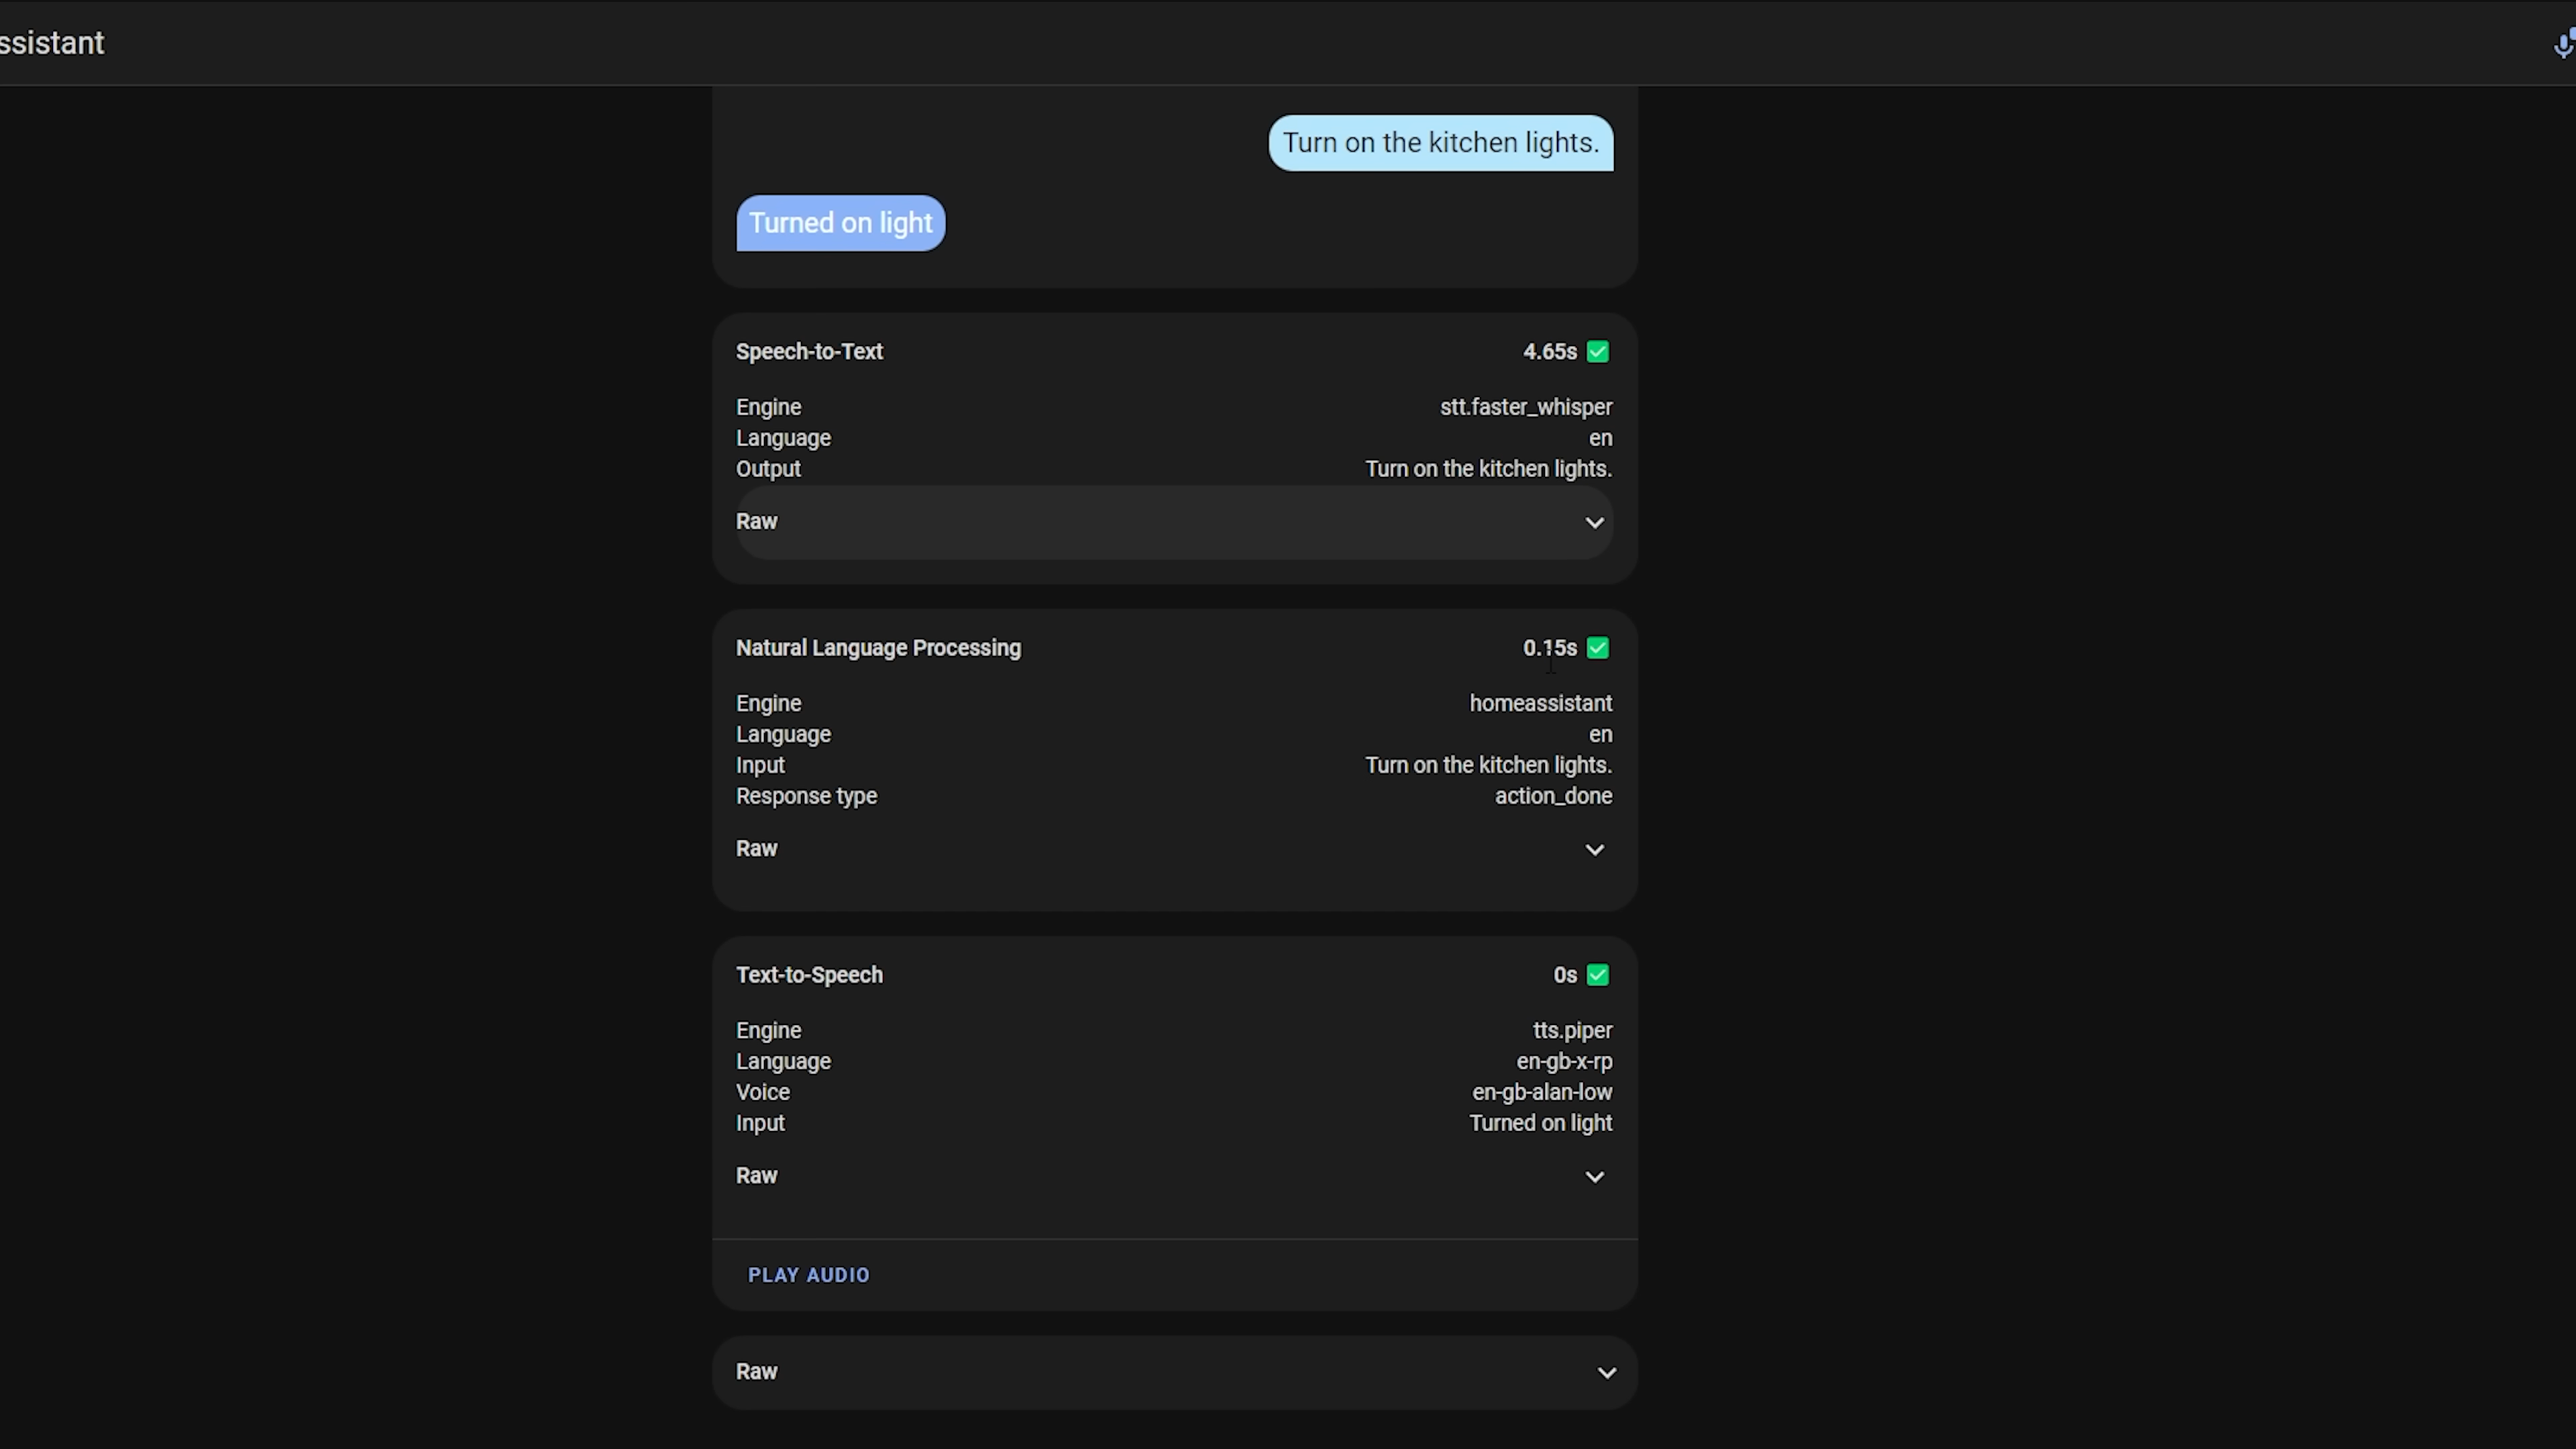 ssistant
Turn on the kitchen lights.
Turned on light
Speech-to-Text 4.65s
Engine stt.faster_whisper
Language en
Output Turn on the kitchen lights.
Raw
Natural Language Processing 0.15s
Engine homeassistant
Language en
Input Turn on the kitchen lights.
Response type action_done
Raw
Text-to-Speech 0s
Engine tts.piper
Language en-gb-x-rp
Voice en-gb-alan-low
Input Turned on light
Raw
PLAY AUDIO
Raw